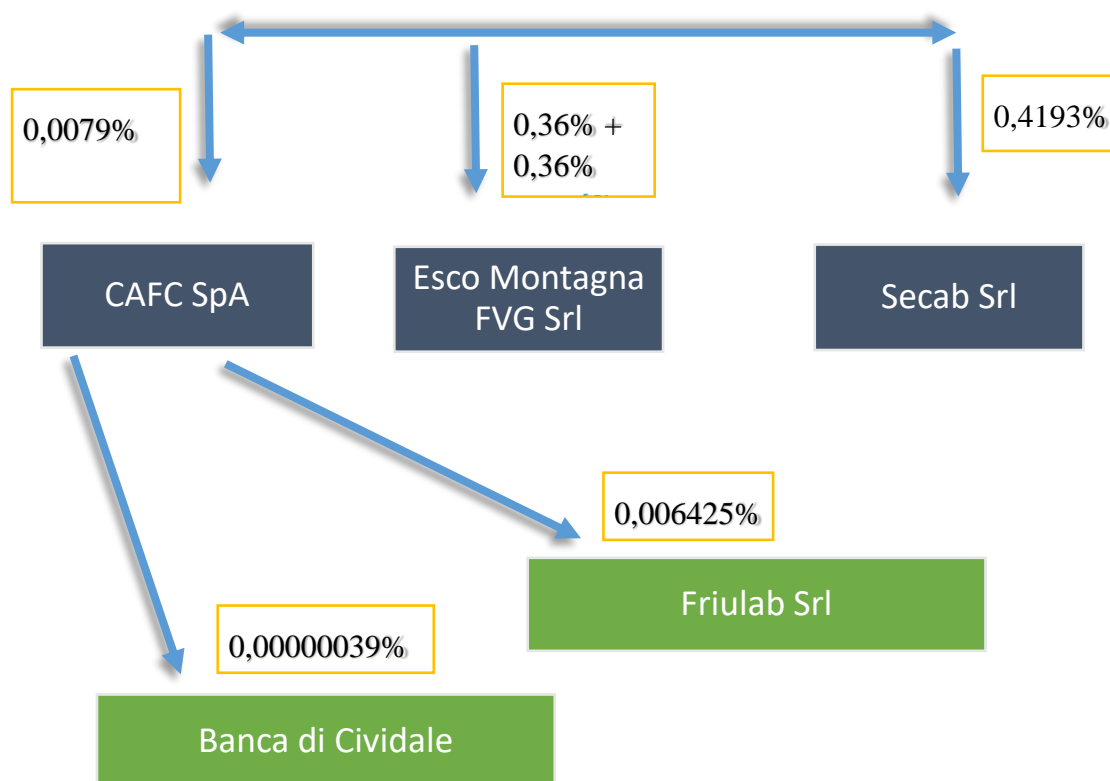 0,0079%
0,36% +
0,36%
0,4193%
CAFC SpA
Esco Montagna
FVG Srl
Secab Srl
0,006425%
Friulab Srl
0,00000039%
Banca di Cividale